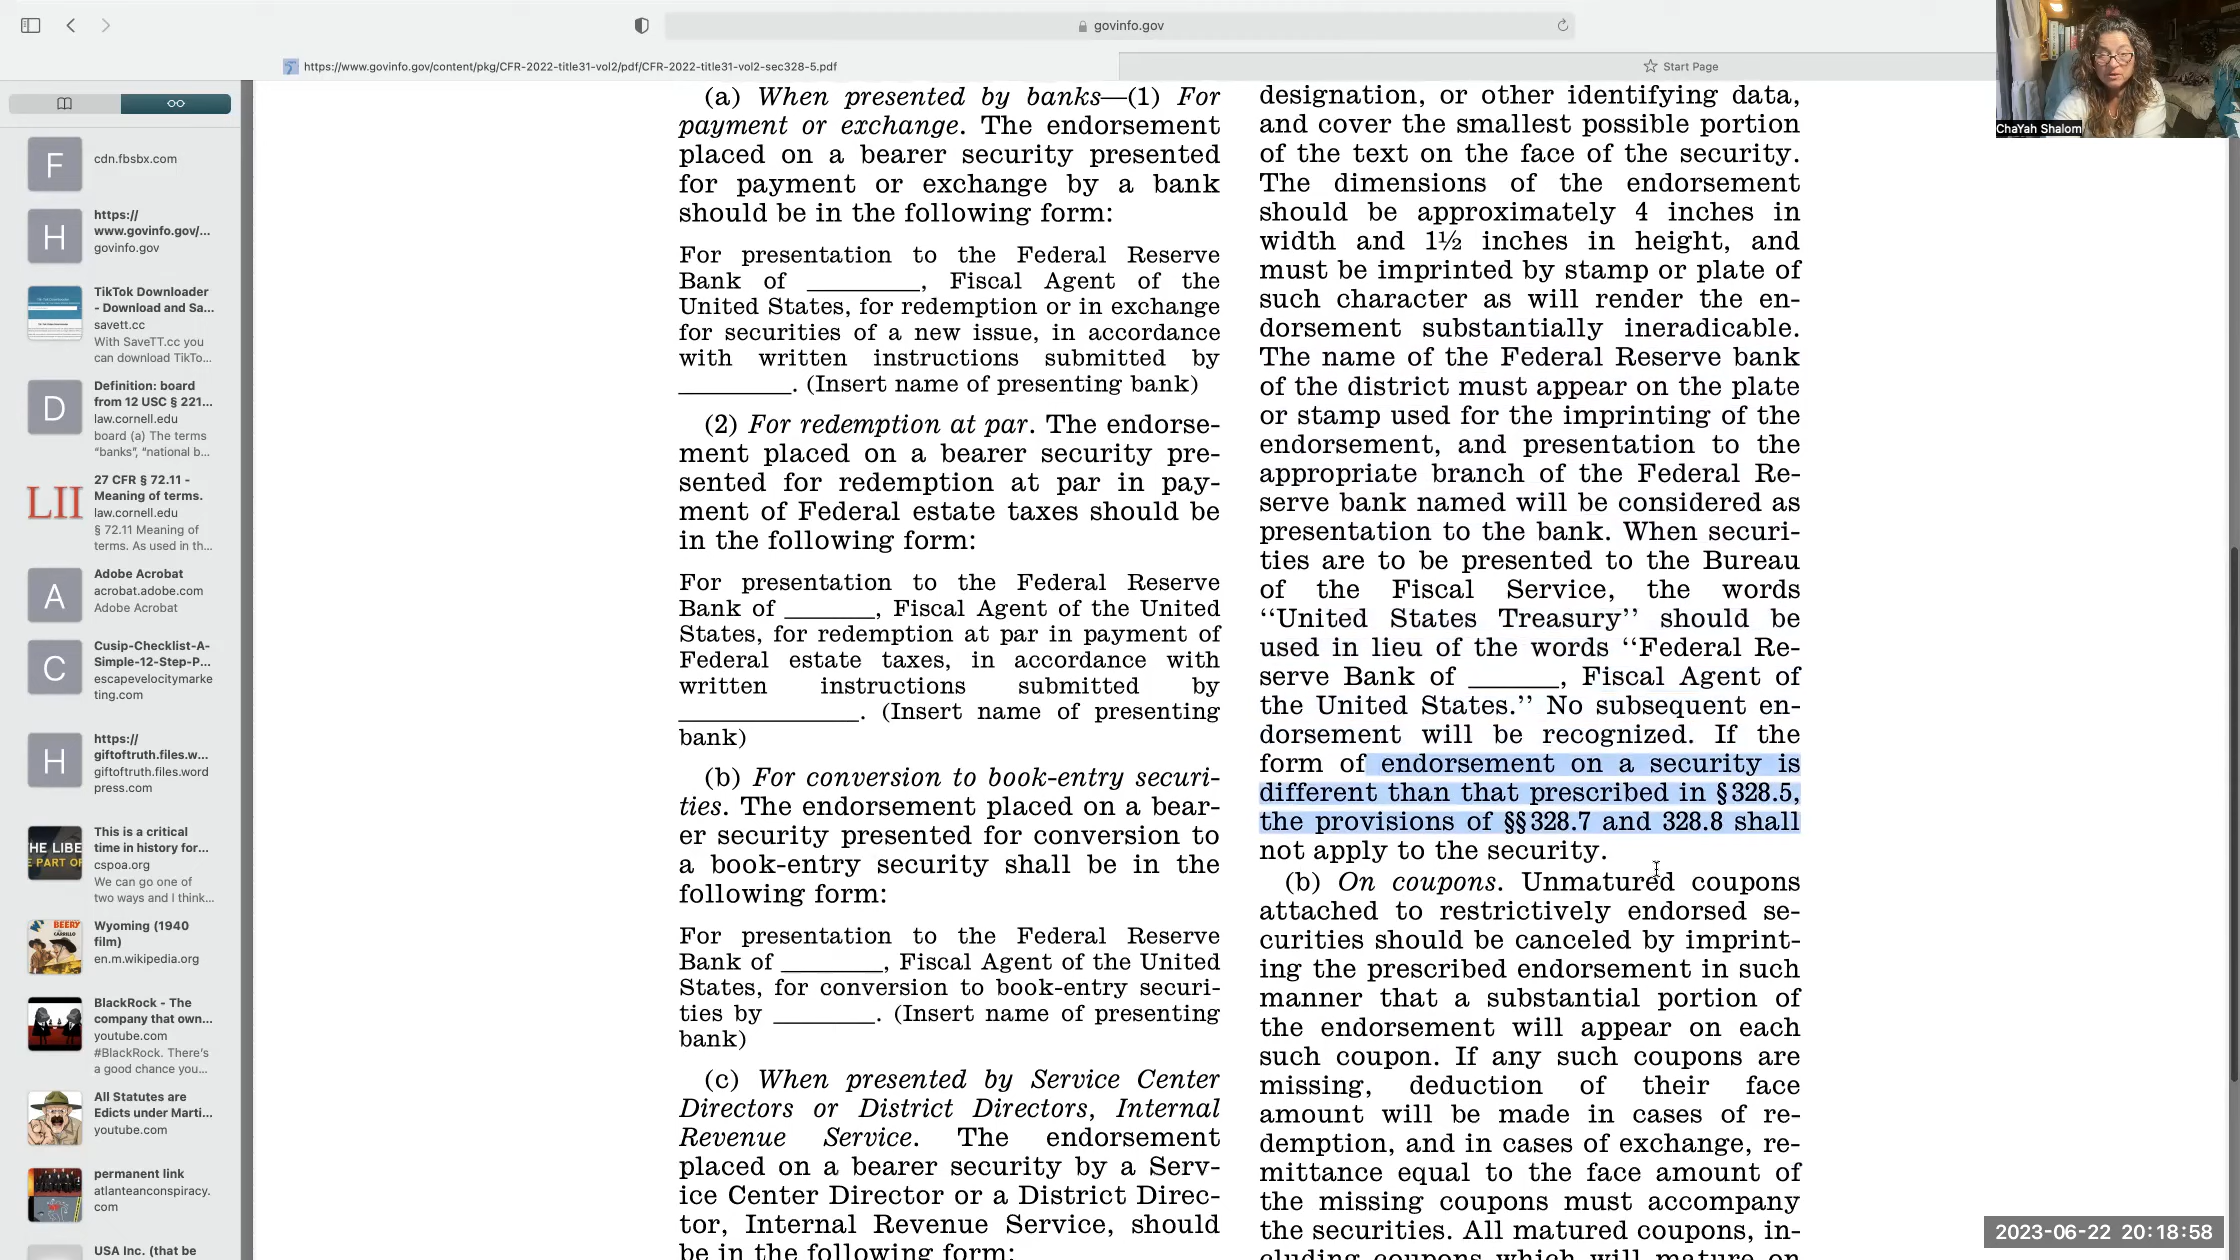 govinfo.gov
https://www.govinfo.gov/content/pkg/CFR-2022-title31-vol2/pdf/CFR-2022-title31-vol2-sec328-5.pdf
Start Page
ChaYah Shalom
F
cdn.fbsbx.com
H
https://
www.govinfo.gov/...
govinfo.gov
TikTok Downloader
- Download and Sa...
savett.cc
With SaveTT.cc you
can download TikTo...
D
Definition: board
from 12 USC § 221...
law.cornell.edu
board (a) The terms
“banks”, “national b...
LII
27 CFR § 72.11 -
Meaning of terms.
law.cornell.edu
§ 72.11 Meaning of
terms. As used in th...
A
Adobe Acrobat
acrobat.adobe.com
Adobe Acrobat
C
Cusip-Checklist-A-
Simple-12-Step-P...
escapevelocitymarke
ting.com
H
https://
giftoftruth.files.w...
giftoftruth.files.word
press.com
THE LIBE
E PART OF
This is a critical
time in history for...
cspoa.org
We can go one of
two ways and I think...
BEERY
Wyoming (1940
film)
en.m.wikipedia.org
BlackRock - The
company that own...
youtube.com
#BlackRock. There's
a good chance you...
All Statutes are
Edicts under Marti...
youtube.com
permanent link
atlanteanconspiracy.
com
USA Inc. (that be
(a) When presented by banks—(1) For
payment or exchange. The endorsement
placed on a bearer security presented
for payment or exchange by a bank
should be in the following form:
For presentation to the Federal Reserve
Bank of ________, Fiscal Agent of the
United States, for redemption or in exchange
for securities of a new issue, in accordance
with written instructions submitted by
________. (Insert name of presenting bank)
(2) For redemption at par. The endorse-
ment placed on a bearer security pre-
sented for redemption at par in pay-
ment of Federal estate taxes should be
in the following form:
For presentation to the Federal Reserve
Bank of ______, Fiscal Agent of the United
States, for redemption at par in payment of
Federal estate taxes, in accordance with
written instructions submitted by
____________. (Insert name of presenting
bank)
(b) For conversion to book-entry securi-
ties. The endorsement placed on a bear-
er security presented for conversion to
a book-entry security shall be in the
following form:
For presentation to the Federal Reserve
Bank of _______, Fiscal Agent of the United
States, for conversion to book-entry securi-
ties by _______. (Insert name of presenting
bank)
(c) When presented by Service Center
Directors or District Directors, Internal
Revenue Service. The endorsement
placed on a bearer security by a Serv-
ice Center Director or a District Direc-
tor, Internal Revenue Service, should
be in the following form:
designation, or other identifying data,
and cover the smallest possible portion
of the text on the face of the security.
The dimensions of the endorsement
should be approximately 4 inches in
width and 1½ inches in height, and
must be imprinted by stamp or plate of
such character as will render the en-
dorsement substantially ineradicable.
The name of the Federal Reserve bank
of the district must appear on the plate
or stamp used for the imprinting of the
endorsement, and presentation to the
appropriate branch of the Federal Re-
serve bank named will be considered as
presentation to the bank. When securi-
ties are to be presented to the Bureau
of the Fiscal Service, the words
‘‘United States Treasury’’ should be
used in lieu of the words ‘‘Federal Re-
serve Bank of ______, Fiscal Agent of
the United States.’’ No subsequent en-
dorsement will be recognized. If the
form of endorsement on a security is
different than that prescribed in §328.5,
the provisions of §§328.7 and 328.8 shall
not apply to the security.
(b) On coupons. Unmatured coupons
attached to restrictively endorsed se-
curities should be canceled by imprint-
ing the prescribed endorsement in such
manner that a substantial portion of
the endorsement will appear on each
such coupon. If any such coupons are
missing, deduction of their face
amount will be made in cases of re-
demption, and in cases of exchange, re-
mittance equal to the face amount of
the missing coupons must accompany
the securities. All matured coupons, in-
cluding coupons which will mature on
2023-06-22 20:18:58